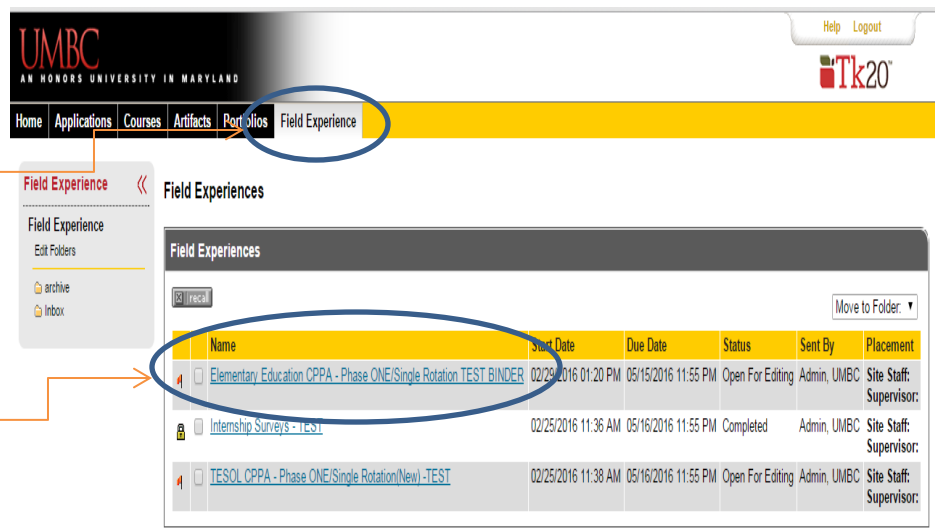 Help Logout
UMBC
AN HONORS UNIVERSITY IN MARYLAND
Tk20™
Home Applications Courses Artifacts Portfolios Field Experience
Field Experience «
Field Experience
Edit Folders
archive
Inbox
Field Experiences
Field Experiences
recall
Move to Folder: ▼
Name Start Date Due Date Status Sent By Placement
Elementary Education CPPA - Phase ONE/Single Rotation TEST BINDER 02/29/2016 01:20 PM 05/15/2016 11:55 PM Open For Editing Admin, UMBC Site Staff:
Supervisor:
Internship Surveys - TEST 02/25/2016 11:36 AM 05/16/2016 11:55 PM Completed Admin, UMBC Site Staff:
Supervisor:
TESOL CPPA - Phase ONE/Single Rotation(New) -TEST 02/25/2016 11:38 AM 05/16/2016 11:55 PM Open For Editing Admin, UMBC Site Staff:
Supervisor: